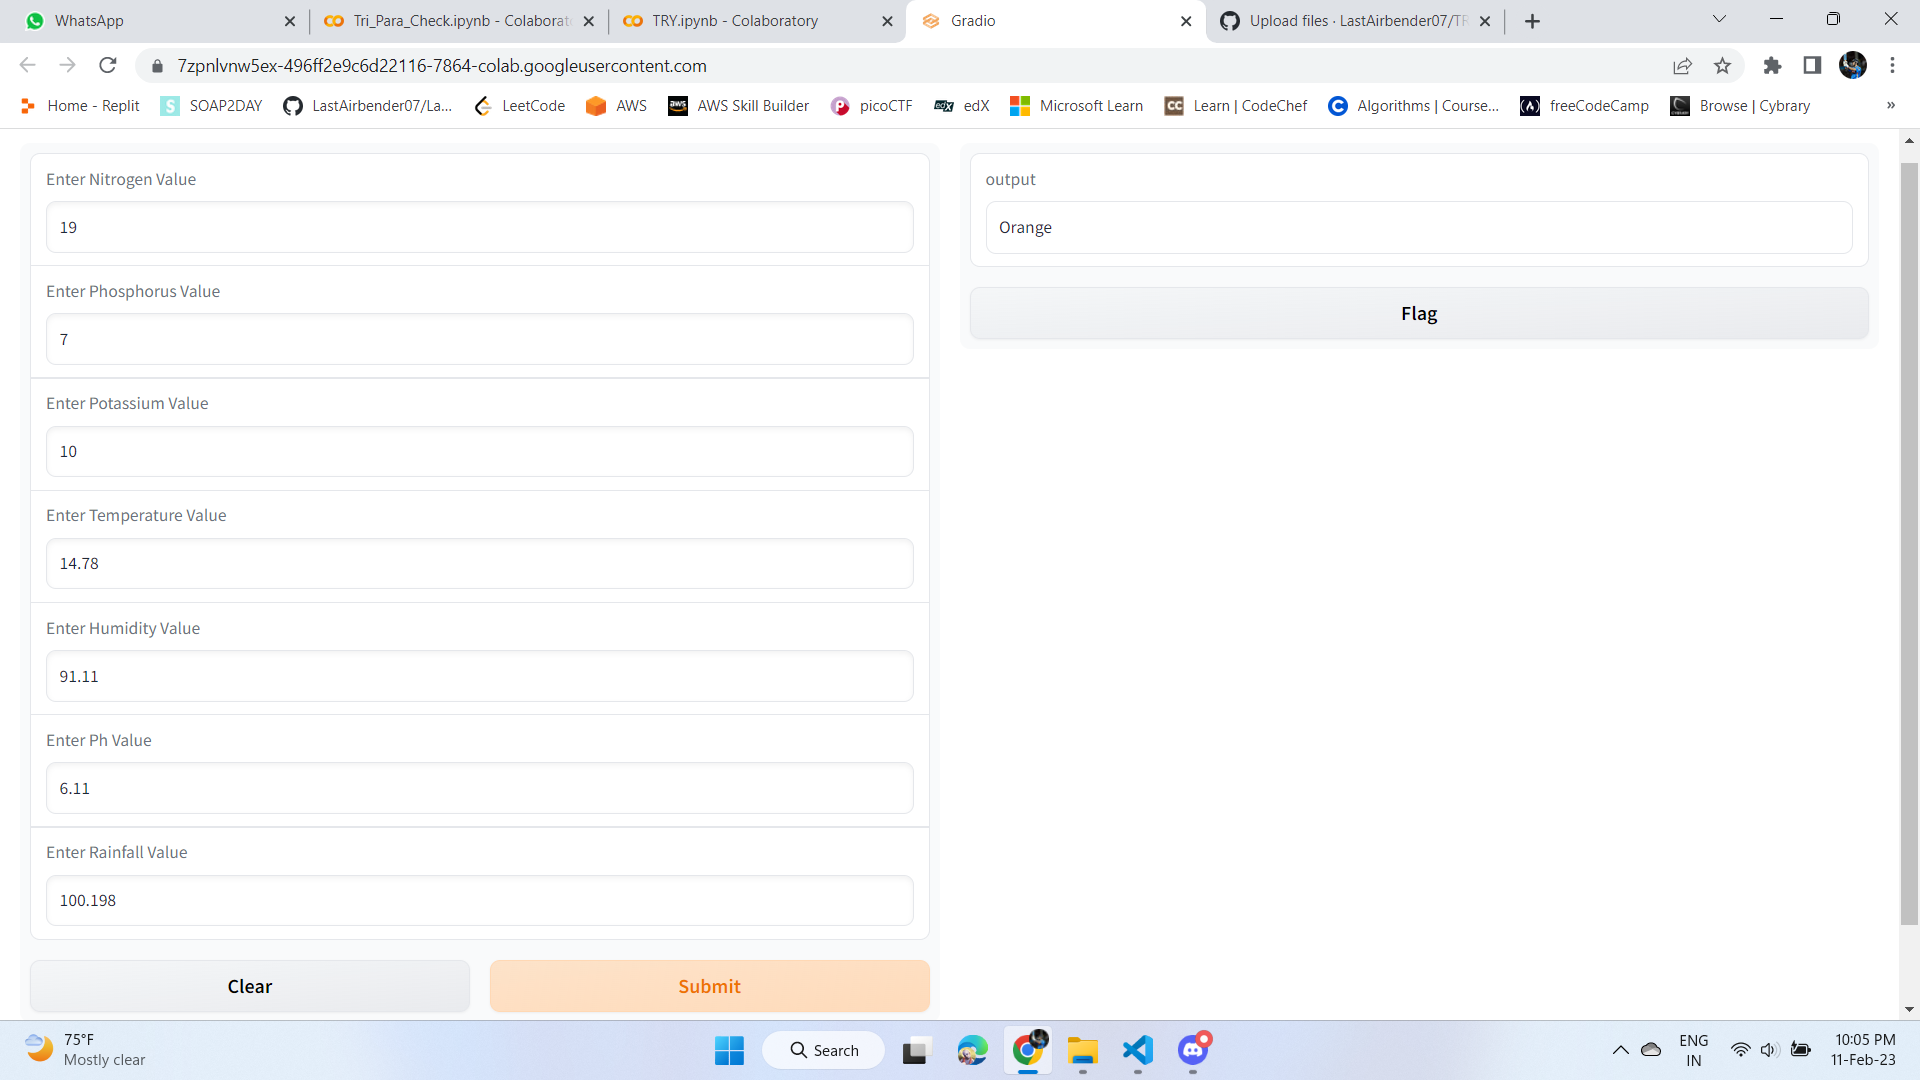 WhatsApp
Tri_Para_Check.ipynb - Colaborat
TRY.ipynb - Colaboratory
Gradio
Upload files · LastAirbender07/TR
7zpnlvnw5ex-496ff2e9c6d22116-7864-colab.googleusercontent.com
Home - Replit
SOAP2DAY
LastAirbender07/La...
LeetCode
AWS
aws
AWS Skill Builder
picoCTF
edX
edX
Microsoft Learn
CC
Learn | CodeChef
Algorithms | Course...
freeCodeCamp
Browse | Cybrary
»
Enter Nitrogen Value
19
Enter Phosphorus Value
7
Enter Potassium Value
10
Enter Temperature Value
14.78
Enter Humidity Value
91.11
Enter Ph Value
6.11
Enter Rainfall Value
100.198
Clear
Submit
output
Orange
Flag
75°F
Mostly clear
Search
ENG
IN
10:05 PM
11-Feb-23